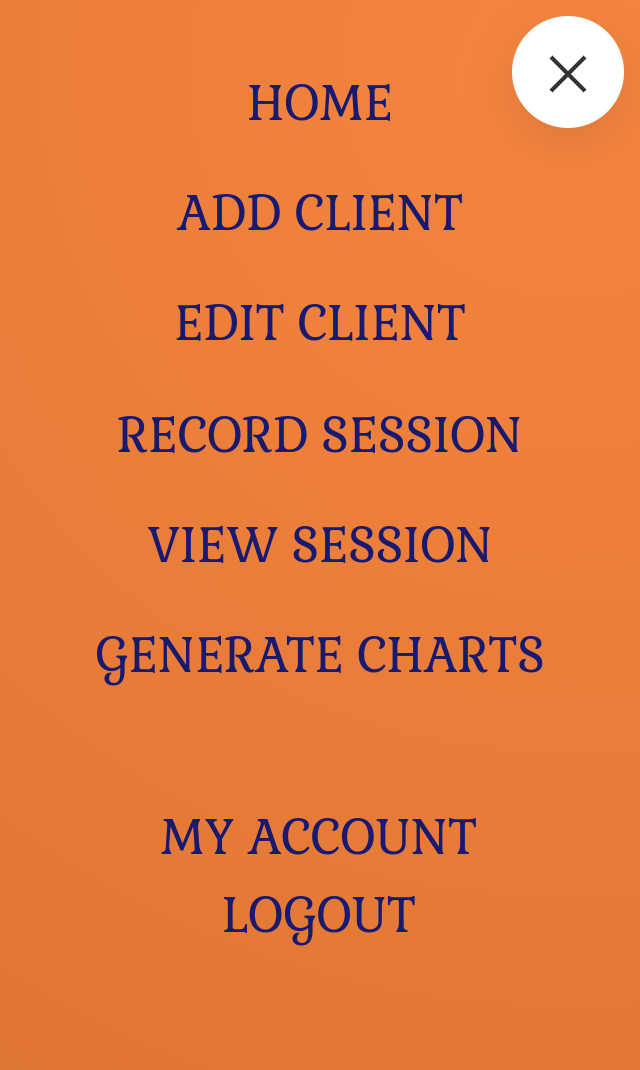 HOME
ADD CLIENT
EDIT CLIENT
RECORD SESSION
VIEW SESSION
GENERATE CHARTS
MY ACCOUNT
LOGOUT